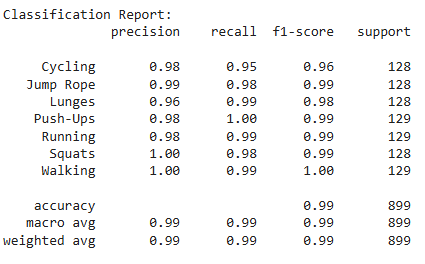 Classification Report:
precision recall f1-score support
Cycling 0.98 0.95 0.96 128
Jump Rope 0.99 0.98 0.99 128
Lunges 0.96 0.99 0.98 128
Push-Ups 0.98 1.00 0.99 129
Running 0.98 0.99 0.99 129
Squats 1.00 0.98 0.99 128
Walking 1.00 0.99 1.00 129
accuracy 0.99 899
macro avg 0.99 0.99 0.99 899
weighted avg 0.99 0.99 0.99 899